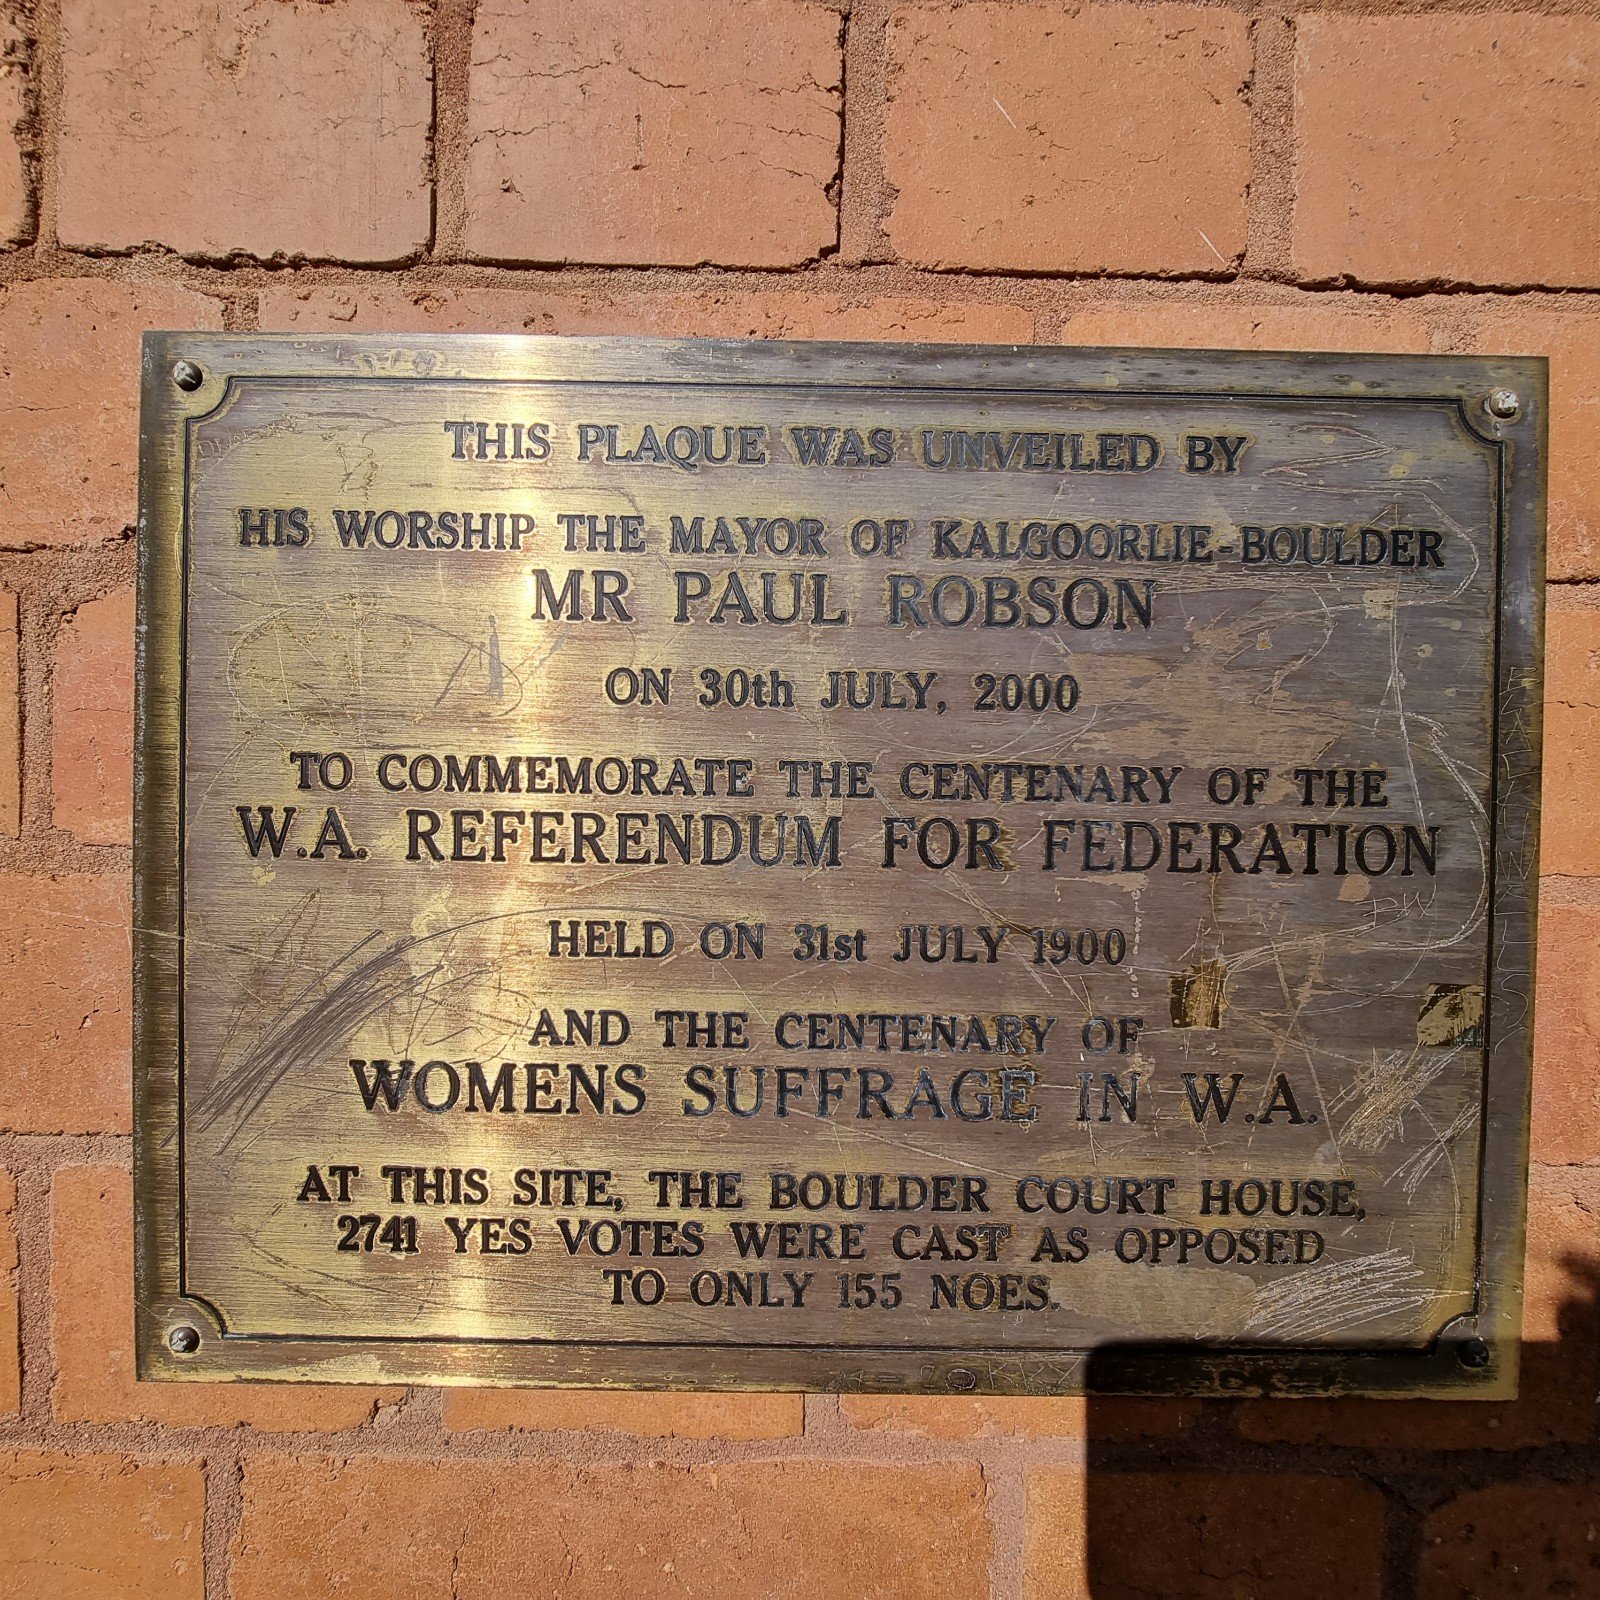 THIS PLAQUE WAS UNVEILED BY
HIS WORSHIP THE MAYOR OF KALGOORLIE-BOULDER
MR PAUL ROBSON
ON 30th JULY, 2000
TO COMMEMORATE THE CENTENARY OF THE
W.A. REFERENDUM FOR FEDERATION
HELD ON 31st JULY 1900
AND THE CENTENARY OF
WOMENS SUFFRAGE IN W.A.
AT THIS SITE, THE BOULDER COURT HOUSE,
2741 YES VOTES WERE CAST AS OPPOSED
TO ONLY 155 NOES.